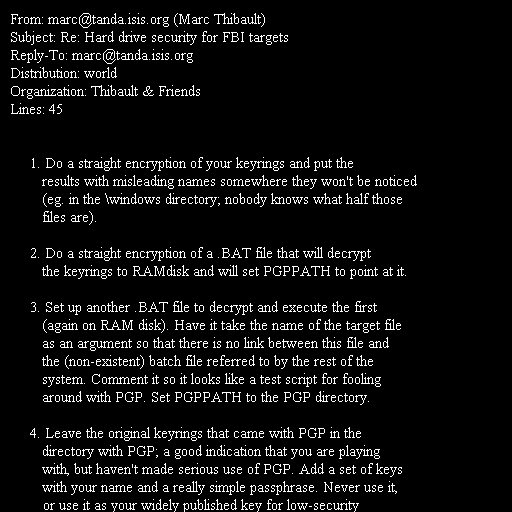 From: marc@tanda.isis.org (Marc Thibault)
Subject: Re: Hard drive security for FBI targets
Reply-To: marc@tanda.isis.org
Distribution: world
Organization: Thibault & Friends
Lines: 45
1. Do a straight encryption of your keyrings and put the
results with misleading names somewhere they won't be noticed
(eg. in the \windows directory; nobody knows what half those
files are).
2. Do a straight encryption of a .BAT file that will decrypt
the keyrings to RAMdisk and will set PGPPATH to point at it.
3. Set up another .BAT file to decrypt and execute the first
(again on RAM disk). Have it take the name of the target file
as an argument so that there is no link between this file and
the (non-existent) batch file referred to by the rest of the
system. Comment it so it looks like a test script for fooling
around with PGP. Set PGPPATH to the PGP directory.
4. Leave the original keyrings that came with PGP in the
directory with PGP; a good indication that you are playing
with, but haven't made serious use of PGP. Add a set of keys
with your name and a really simple passphrase. Never use it,
or use it as your widely published key for low-security